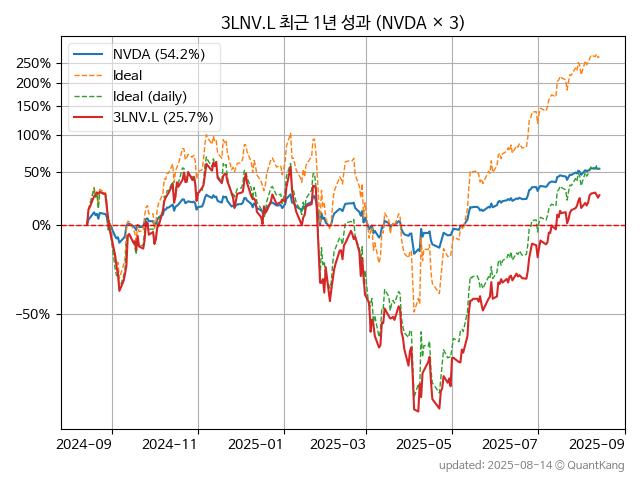 3LNV.L 최근 1년 성과 (NVDA × 3)
NVDA (54.2%)
Ideal
Ideal (daily)
3LNV.L (25.7%)
250%
200%
150%
100%
50%
0%
−50%
2024-09 2024-11 2025-01 2025-03 2025-05 2025-07 2025-09
updated: 2025-08-14 © QuantKang